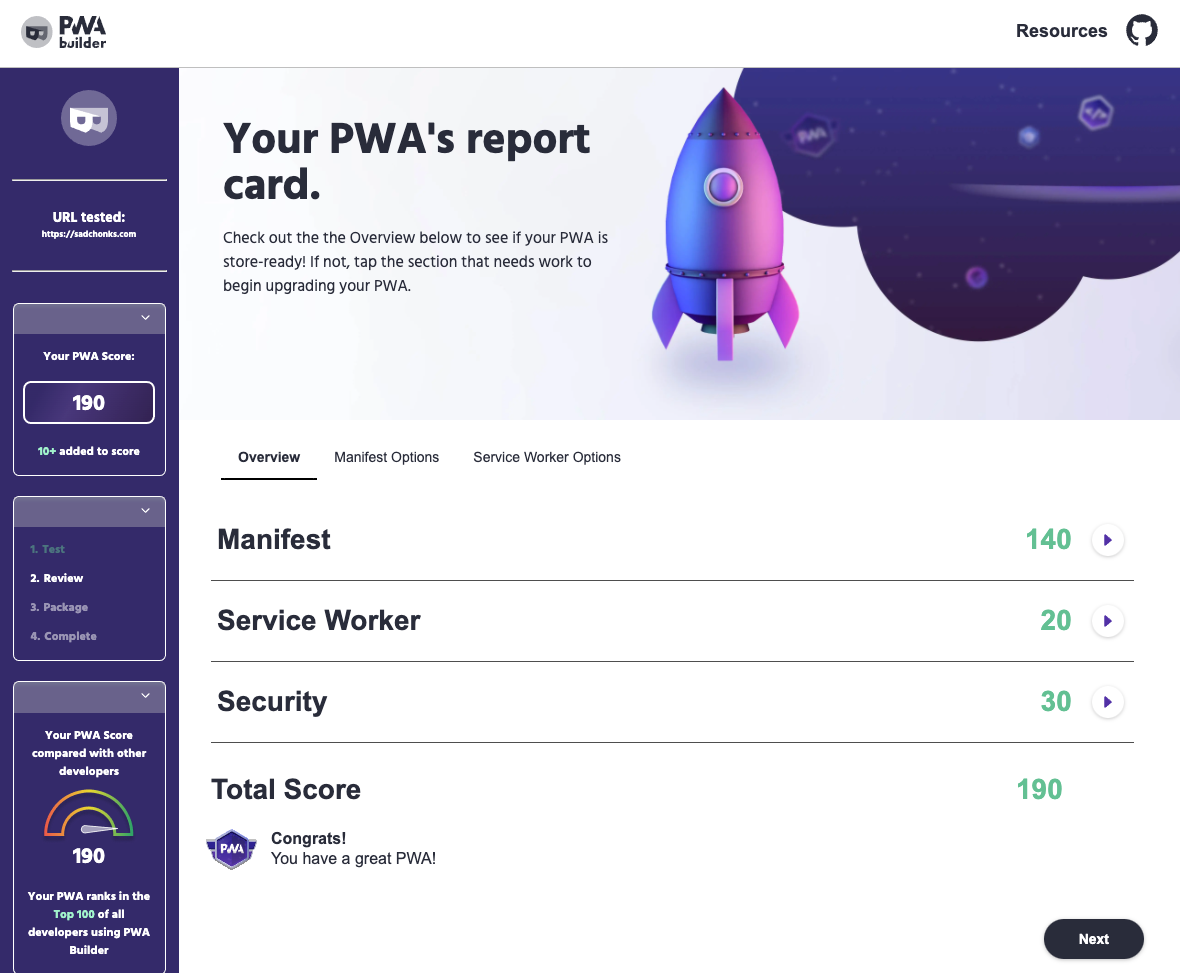 PWA
builder
Resources
URL tested:
https://sadchonks.com
Your PWA Score:
190
10+ added to score
1. Test
2. Review
3. Package
4. Complete
Your PWA Score
compared with other
developers
190
Your PWA ranks in the
Top 100 of all
developers using PWA
Builder
Your PWA's report
card.
Check out the the Overview below to see if your PWA is
store-ready! If not, tap the section that needs work to
begin upgrading your PWA.
PWA
</>
Overview
Manifest Options
Service Worker Options
Manifest 140
Service Worker 20
Security 30
Total Score 190
PWA
Congrats!
You have a great PWA!
Next